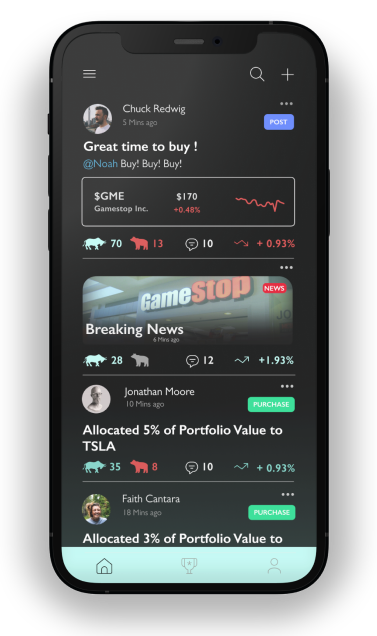 Chuck Redwig
5 Mins ago
POST
Great time to buy !
@Noah Buy! Buy! Buy!
$GME
$170
Gamestop Inc.
+0.48%
70
13
10
+ 0.93%
GameStop
NEWS
JO
Breaking News
6 Mins ago
28
12
+1.93%
Jonathan Moore
10 Mins ago
PURCHASE
Allocated 5% of Portfolio Value to
TSLA
35
8
10
+ 0.93%
Faith Cantara
18 Mins ago
PURCHASE
Allocated 3% of Portfolio Value to